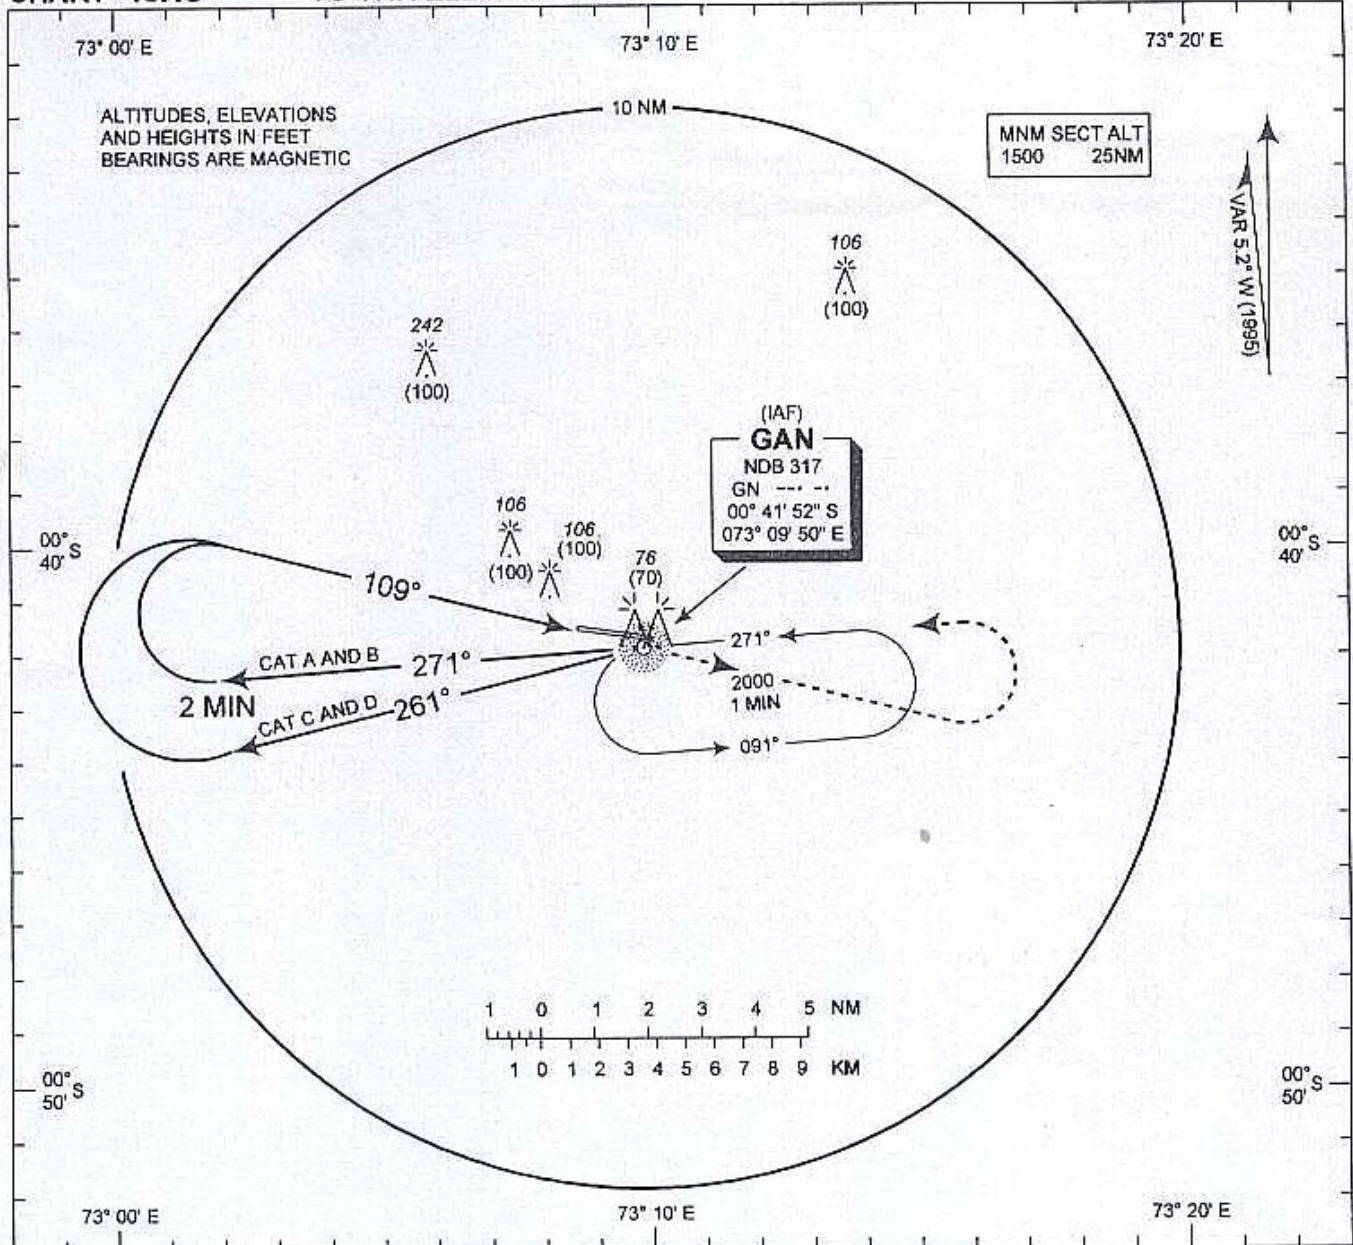 73° 00' E
73° 10' E
73° 20' E
ALTITUDES, ELEVATIONS
AND HEIGHTS IN FEET
BEARINGS ARE MAGNETIC
10 NM
MNM SECT ALT
1500 25NM
VAR 5.2° W (1995)
106
(100)
242
(100)
(IAF)
GAN
NDB 317
GN --· -·
00° 41' 52" S
073° 09' 50" E
106
(100)
106
(100)
76
(70)
00° S
40'
00° S
40'
109°
271°
CAT A AND B
271°
2 MIN
CAT C AND D
261°
2000
1 MIN
091°
1 0 1 2 3 4 5 NM
1 0 1 2 3 4 5 6 7 8 9 KM
00° S
50'
00° S
50'
73° 00' E
73° 10' E
73° 20' E